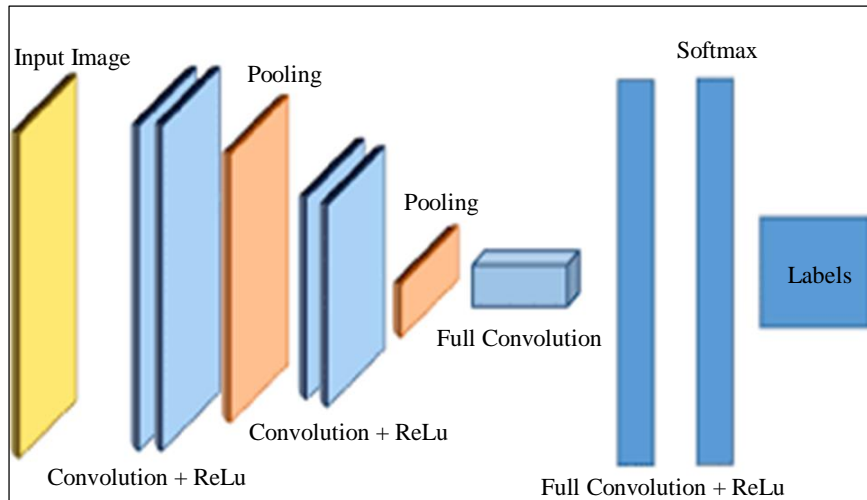 Input Image
Softmax
Pooling
Pooling
Labels
Full Convolution
Convolution + ReLu
Convolution + ReLu
Full Convolution + ReLu